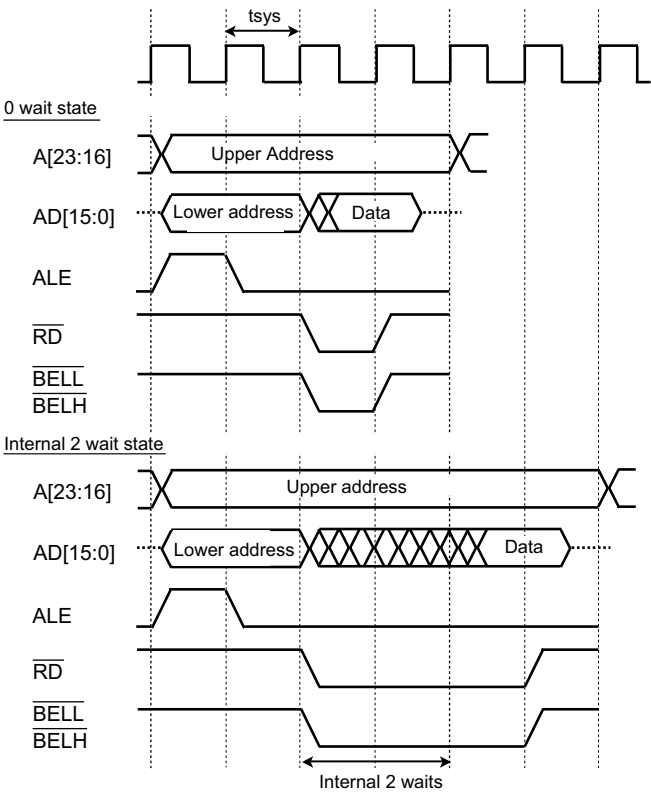 tsys
0 wait state
A[23:16]
Upper Address
AD[15:0]
Lower address
Data
ALE
RD
BELL
BELH
Internal 2 wait state
A[23:16]
Upper address
AD[15:0]
Lower address
Data
ALE
RD
BELL
BELH
Internal 2 waits